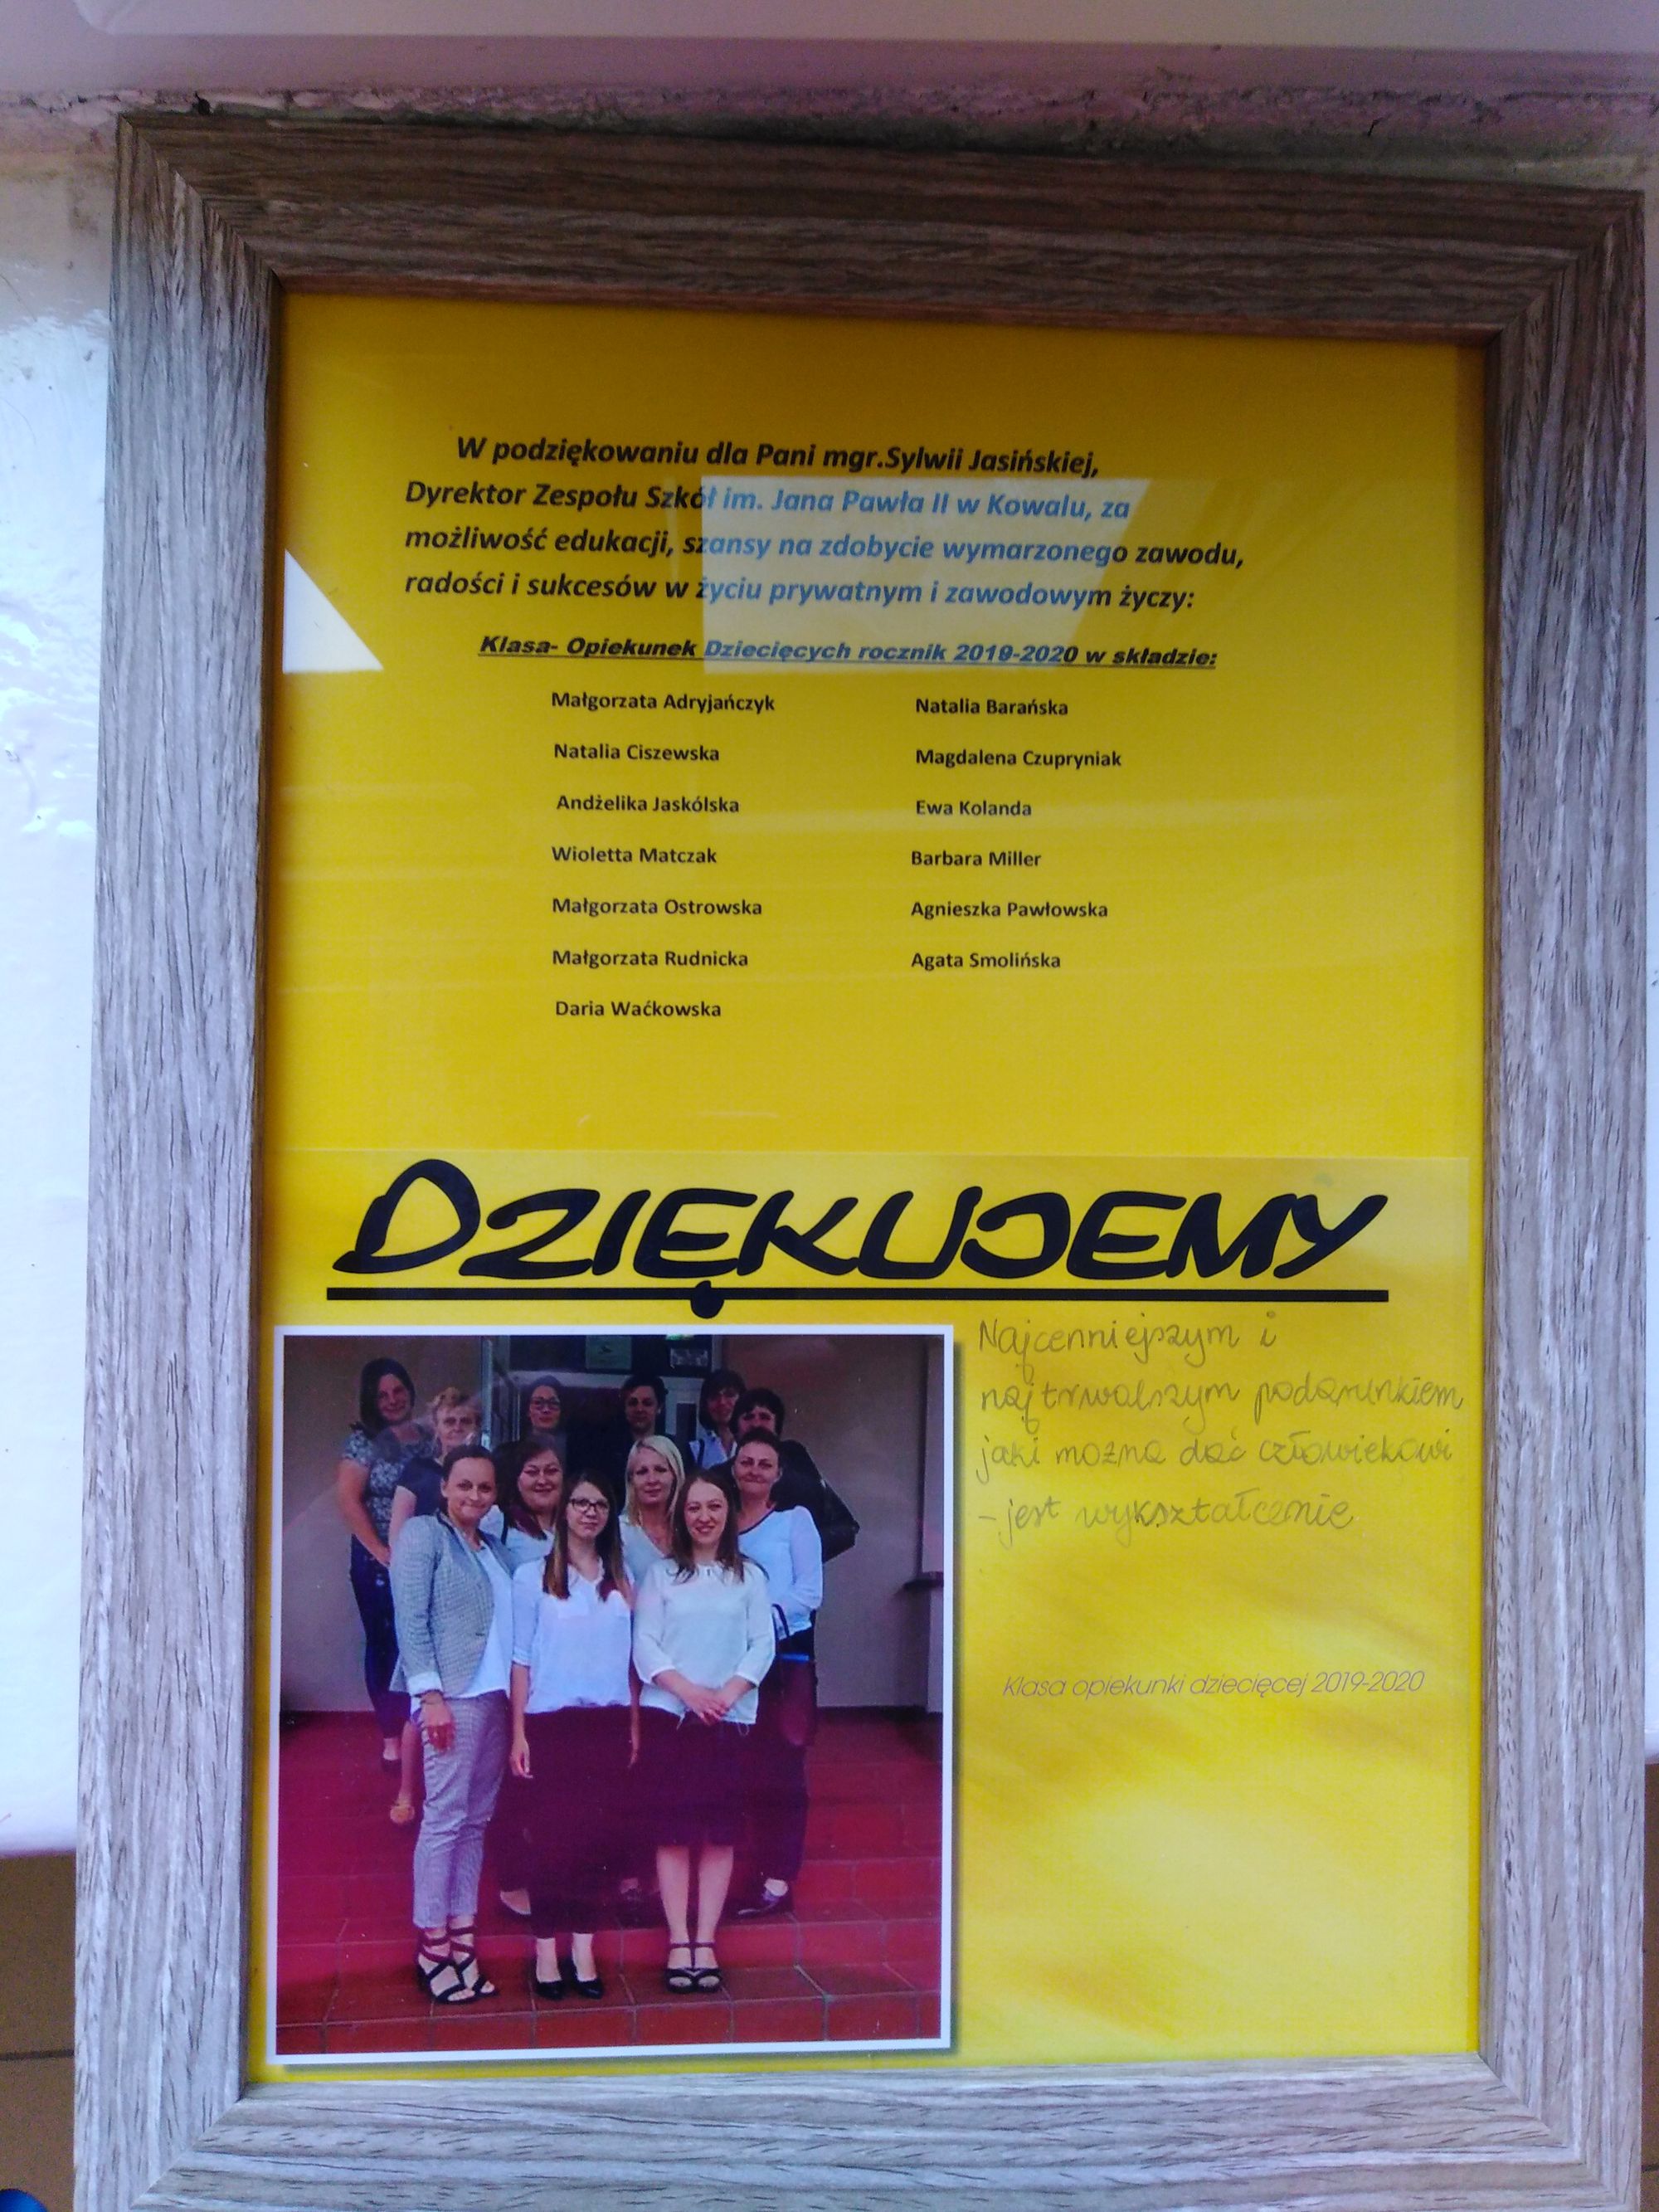 W podziękowaniu dla Pani mgr.Sylwii Jasińskiej,
Dyrektor Zespołu Szkół im. Jana Pawła II w Kowalu, za
możliwość edukacji, szansy na zdobycie wymarzonego zawodu,
radości i sukcesów w życiu prywatnym i zawodowym życzy:
Klasa- Opiekunek Dziecięcych rocznik 2019-2020 w składzie:
Małgorzata Adryjańczyk Natalia Barańska
Natalia Ciszewska Magdalena Czupryniak
Andżelika Jaskólska Ewa Kolanda
Wioletta Matczak Barbara Miller
Małgorzata Ostrowska Agnieszka Pawłowska
Małgorzata Rudnicka Agata Smolińska
Daria Waćkowska
DZIĘKUJEMY
Najcenniejszym i
najtrwalszym podarunkiem
jaki można dać człowiekowi
- jest wykształcenie
Klasa opiekunki dziecięcej 2019-2020